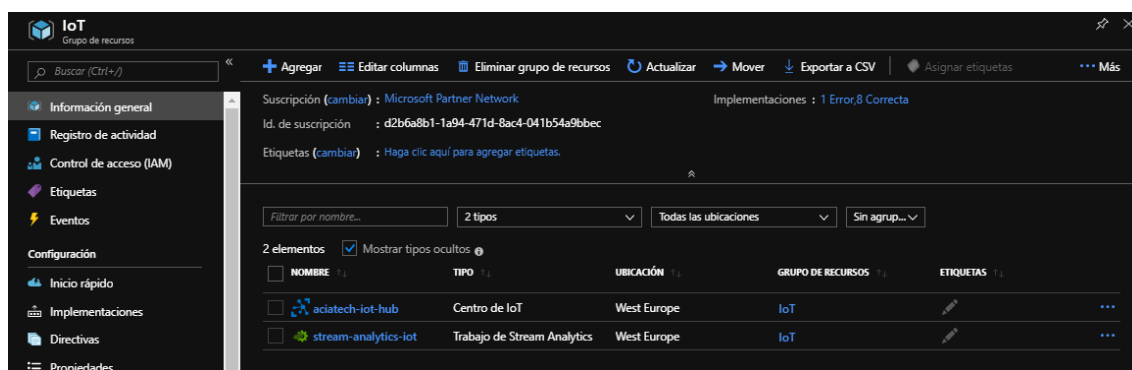 IoT
Grupo de recursos
Buscar (Ctrl+/)
Información general
Registro de actividad
Control de acceso (IAM)
Etiquetas
Eventos
Configuración
Inicio rápido
Implementaciones
Directivas
Propiedades
Agregar Editar columnas Eliminar grupo de recursos Actualizar Mover Exportar a CSV Asignar etiquetas ··· Más
Suscripción (cambiar) : Microsoft Partner Network Implementaciones : 1 Error,8 Correcta
Id. de suscripción : d2b6a8b1-1a94-471d-8ac4-041b54a9bbec
Etiquetas (cambiar) : Haga clic aquí para agregar etiquetas.
Filtrar por nombre... 2 tipos Todas las ubicaciones Sin agrup...
2 elementos Mostrar tipos ocultos
NOMBRE TIPO UBICACIÓN GRUPO DE RECURSOS ETIQUETAS
aciatech-iot-hub Centro de IoT West Europe IoT
stream-analytics-iot Trabajo de Stream Analytics West Europe IoT